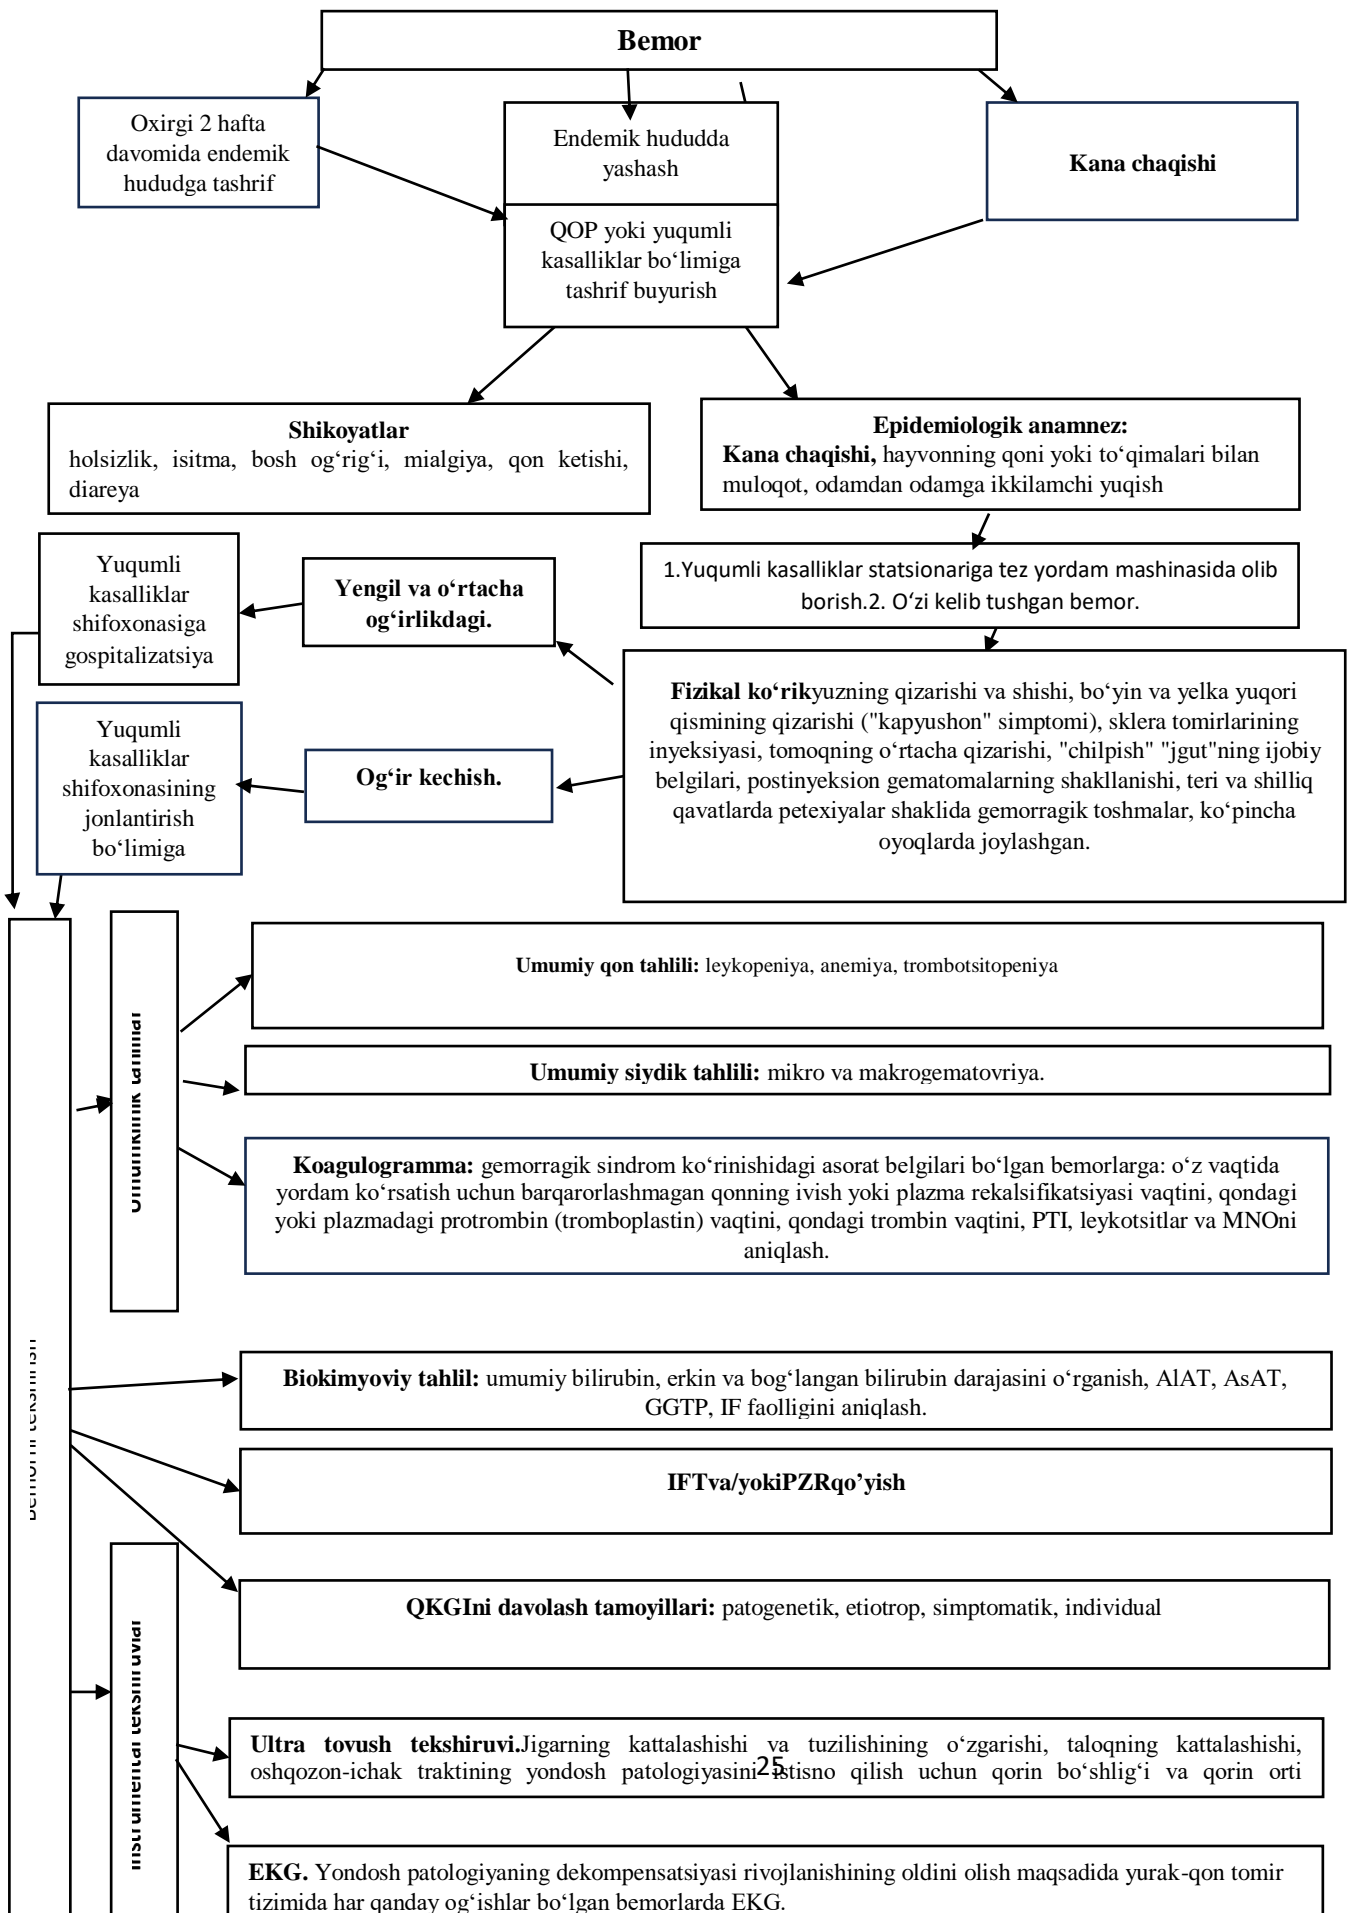 Bemor
Oxirgi 2 hafta
davomida endemik
hududga tashrif
Endemik hududda
yashash
Kana chaqishi
QOP yoki yuqumli
kasalliklar bo‘limiga
tashrif buyurish
Shikoyatlar
holsizlik, isitma, bosh og‘rig‘i, mialgiya, qon ketishi,
diareya
Epidemiologik anamnez:
Kana chaqishi, hayvonning qoni yoki to‘qimalari bilan
muloqot, odamdan odamga ikkilamchi yuqish
Yuqumli
kasalliklar
shifoxonasiga
gospitalizatsiya
Yengil va o‘rtacha
og‘irlikdagi.
1.Yuqumli kasalliklar statsionariga tez yordam mashinasida olib
borish.2. O‘zi kelib tushgan bemor.
Fizikal ko‘rikyuzning qizarishi va shishi, bo‘yin va yelka yuqori
qismining qizarishi ("kapyushon" simptomi), sklera tomirlarining
inyeksiyasi, tomoqning o‘rtacha qizarishi, "chilpish" "jgut"ning ijobiy
belgilari, postinyeksion gematomalarning shakllanishi, teri va shilliq
qavatlarda petexiyalar shaklida gemorragik toshmalar, ko‘pincha
oyoqlarda joylashgan.
Yuqumli
kasalliklar
shifoxonasining
jonlantirish
bo‘limiga
Og‘ir kechish.
Umumiy qon tahlili: leykopeniya, anemiya, trombotsitopeniya
Umumiy siydik tahlili: mikro va makrogematovriya.
Koagulogramma: gemorragik sindrom ko‘rinishidagi asorat belgilari bo‘lgan bemorlarga: o‘z vaqtida
yordam ko‘rsatish uchun barqarorlashmagan qonning ivish yoki plazma rekalsifikatsiyasi vaqtini, qondagi
yoki plazmadagi protrombin (tromboplastin) vaqtini, qondagi trombin vaqtini, PTI, leykotsitlar va MNOni
aniqlash.
Biokimyoviy tahlil: umumiy bilirubin, erkin va bog‘langan bilirubin darajasini o‘rganish, AlAT, AsAT,
GGTP, IF faolligini aniqlash.
IFTva/yokiPZRqo’yish
QKGIni davolash tamoyillari: patogenetik, etiotrop, simptomatik, individual
Instrumental tekshiruvlar
Ultra tovush tekshiruvi.Jigarning kattalashishi va tuzilishining o‘zgarishi, taloqning kattalashishi,
oshqozon-ichak traktining yondosh patologiyasini istisno qilish uchun qorin bo‘shlig‘i va qorin orti
25
EKG. Yondosh patologiyaning dekompensatsiyasi rivojlanishining oldini olish maqsadida yurak-qon tomir
tizimida har qanday og‘ishlar bo‘lgan bemorlarda EKG.